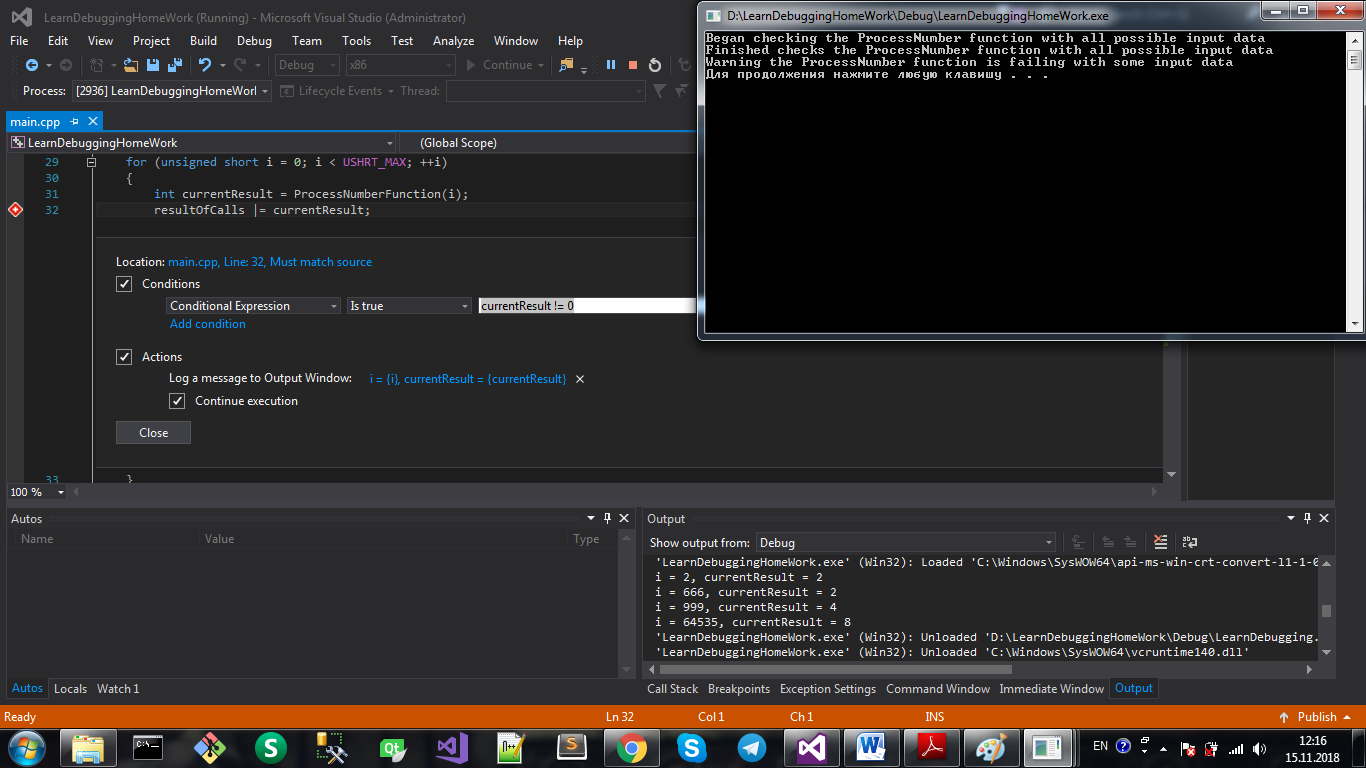 LearnDebuggingHomeWork (Running) - Microsoft Visual Studio (Administrator)
File Edit View Project Build Debug Team Tools Test Analyze Window Help
Debug x86 Continue
Process: [2936] LearnDebuggingHomeWorl Lifecycle Events Thread:
main.cpp
LearnDebuggingHomeWork (Global Scope)
29 for (unsigned short i = 0; i < USHRT_MAX; ++i)
30 {
31 int currentResult = ProcessNumberFunction(i);
32 resultOfCalls |= currentResult;
Location: main.cpp, Line: 32, Must match source
Conditions
Conditional Expression Is true currentResult != 0
Add condition
Actions
Log a message to Output Window: i = {i}, currentResult = {currentResult}
Continue execution
Close
33 }
100 %
D:\LearnDebuggingHomeWork\Debug\LearnDebuggingHomeWork.exe
Began checking the ProcessNumber function with all possible input data
Finished checks the ProcessNumber function with all possible input data
Warning the ProcessNumber function is failing with some input data
Для продолжения нажмите любую клавишу . . .
Autos
Name Value Type
Autos Locals Watch 1
Output
Show output from: Debug
'LearnDebuggingHomeWork.exe' (Win32): Loaded 'C:\Windows\SysWOW64\api-ms-win-crt-convert-l1-1-0
i = 2, currentResult = 2
i = 666, currentResult = 2
i = 999, currentResult = 4
i = 64535, currentResult = 8
'LearnDebuggingHomeWork.exe' (Win32): Unloaded 'D:\LearnDebuggingHomeWork\Debug\LearnDebugging.
'LearnDebuggingHomeWork.exe' (Win32): Unloaded 'C:\Windows\SysWOW64\vcruntime140.dll'
Call Stack Breakpoints Exception Settings Command Window Immediate Window Output
Ready Ln 32 Col 1 Ch 1 INS Publish
EN 12:16
15.11.2018